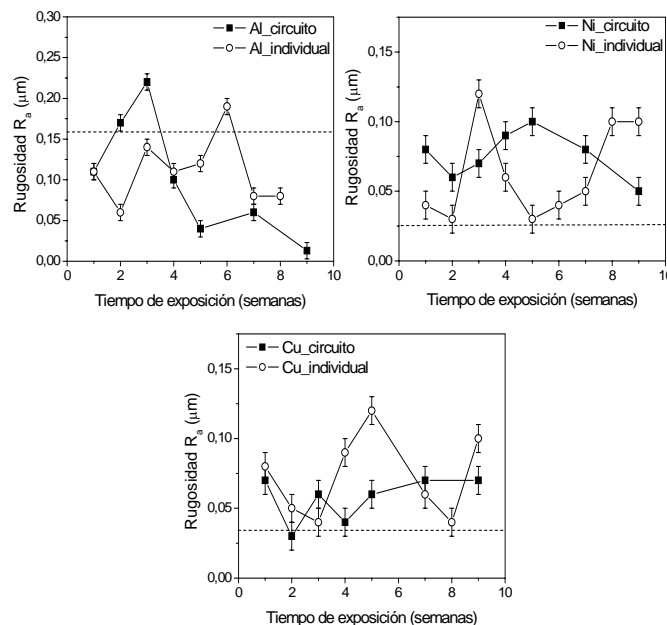 0,30
0,25
0,20
0,15
0,10
0,05
0,00
Rugosidad Rₐ (μm)
Al_circuito
Al_individual
0 2 4 6 8 10
Tiempo de exposición (semanas)
0,15
0,10
0,05
0,00
Rugosidad Rₐ (μm)
Ni_circuito
Ni_individual
0 2 4 6 8 10
Tiempo de exposición (semanas)
0,15
0,10
0,05
0,00
Rugosidad Rₐ (μm)
Cu_circuito
Cu_individual
0 2 4 6 8 10
Tiempo de exposición (semanas)